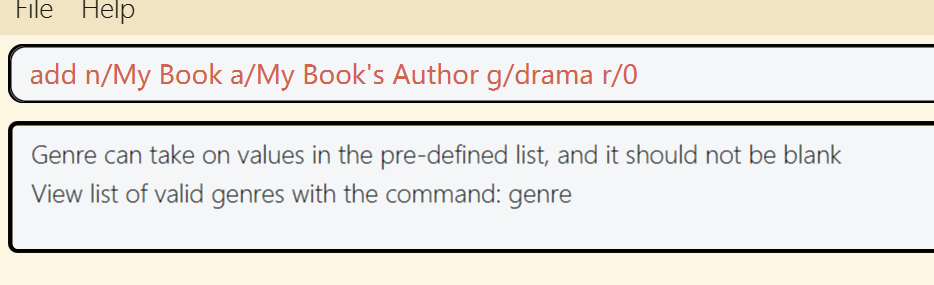 File Help
add n/My Book a/My Book's Author g/drama r/0
Genre can take on values in the pre-defined list, and it should not be blank
View list of valid genres with the command: genre